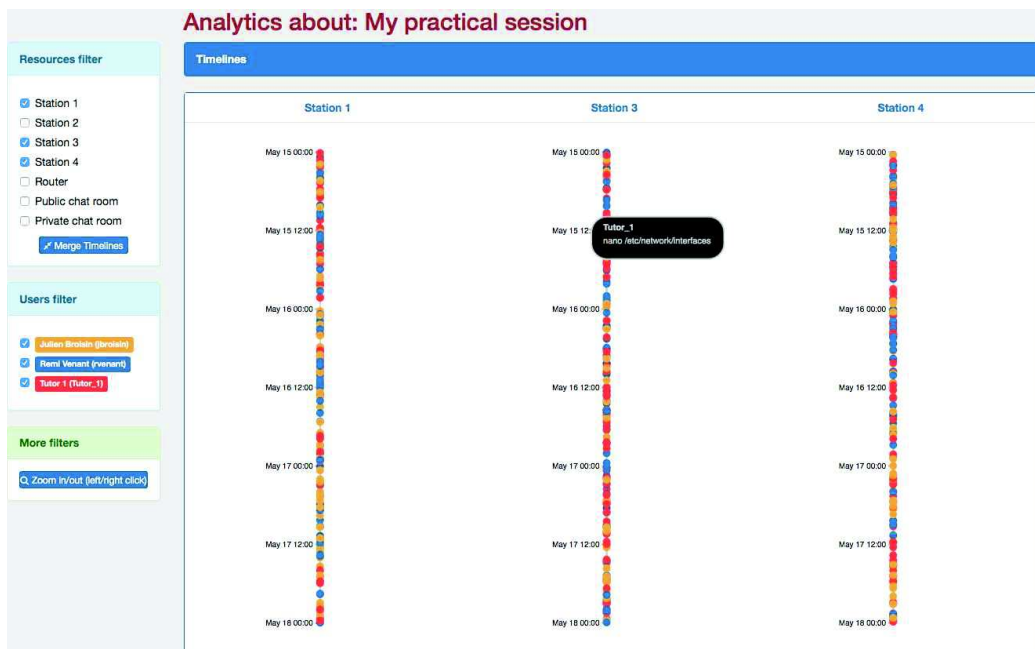 Analytics about: My practical session
Resources filter
Station 1
Station 2
Station 3
Station 4
Router
Public chat room
Private chat room
Merge Timelines
Users filter
Julien Broisin (jbroisin)
Remi Venant (rvenant)
Tutor 1 (Tutor_1)
More filters
Zoom in/out (left/right click)
Timelines
Station 1
May 15 00:00
May 15 12:00
May 16 00:00
May 16 12:00
May 17 00:00
May 17 12:00
May 18 00:00
Station 3
May 15 00:00
May 15 12:
Tutor_1
nano /etc/network/interfaces
May 16 00:00
May 16 12:00
May 17 00:00
May 17 12:00
May 18 00:00
Station 4
May 15 00:00
May 15 12:00
May 16 00:00
May 16 12:00
May 17 00:00
May 17 12:00
May 18 00:00